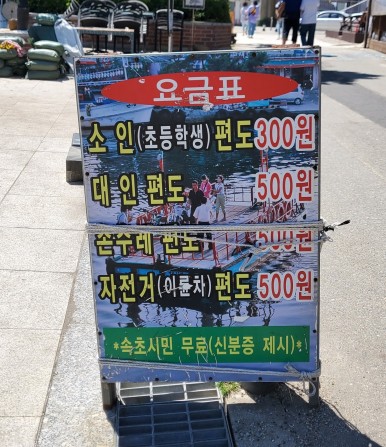 요금표
소 인(초등학생) 편도 300원
대 인 편도 500원
손수레 편도 500원
자전거(이륜차) 편도 500원
*속초시민 무료(신분증 제시)*